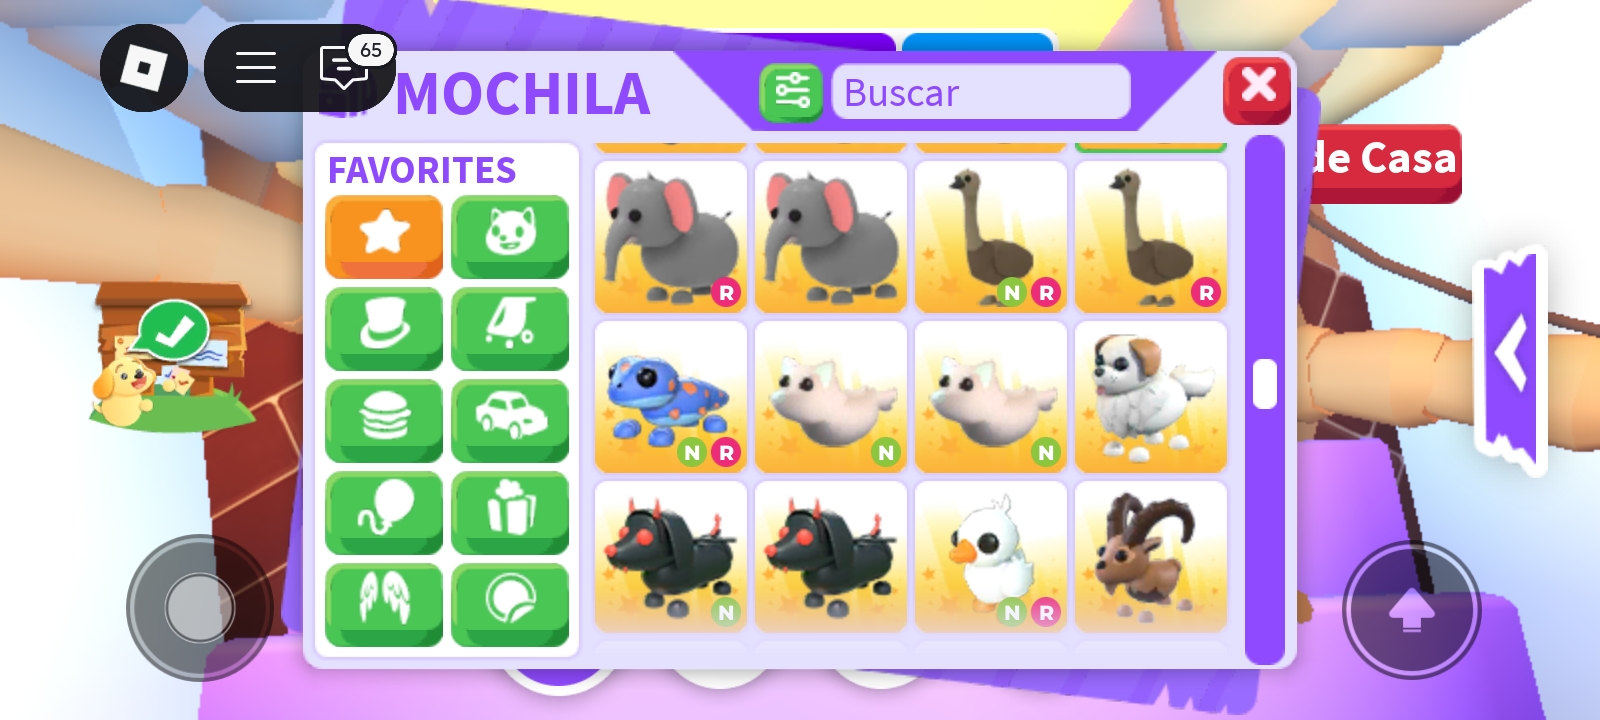 65
MOCHILA
Buscar
de Casa
FAVORITES
R
N R
R
N R
N
N
N
N R